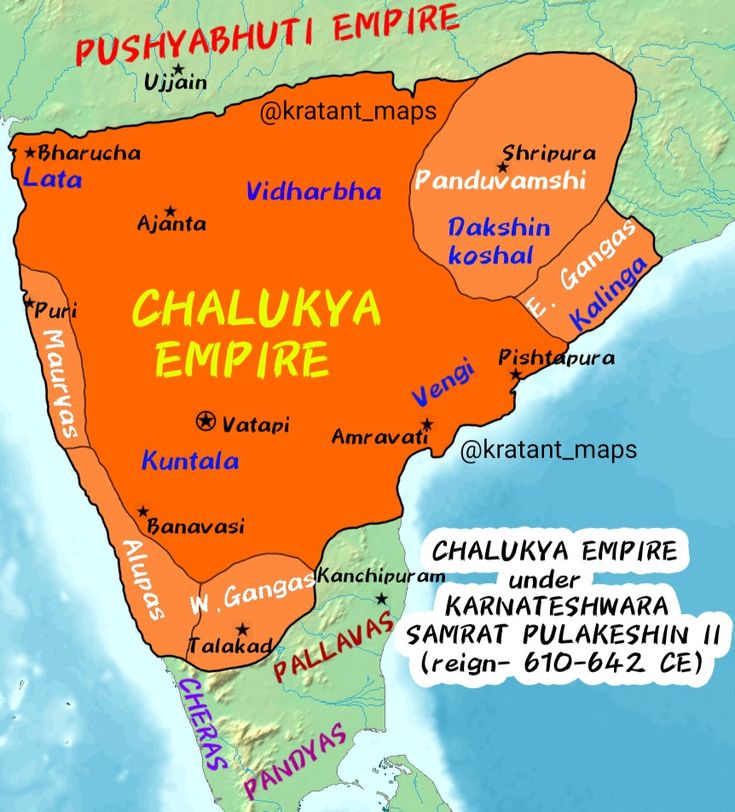 PUSHYABHUTI EMPIRE
Ujjain
@kratant_maps
Bharucha
Lata
Vidharbha
Shripura
Panduvamshi
Ajanta
Dakshin
koshal
E. Gangas
Kalinga
Puri
CHALUKYA
EMPIRE
Mauryas
Pishtapura
Vengi
Vatapi
Amravati
@kratant_maps
Kuntala
Banavasi
Alupas
W.Gangas
Kanchipuram
Talakad
PALLAVAS
CHERAS
PANDYAS
CHALUKYA EMPIRE
under
KARNATESHWARA
SAMRAT PULAKESHIN II
(reign- 610-642 CE)